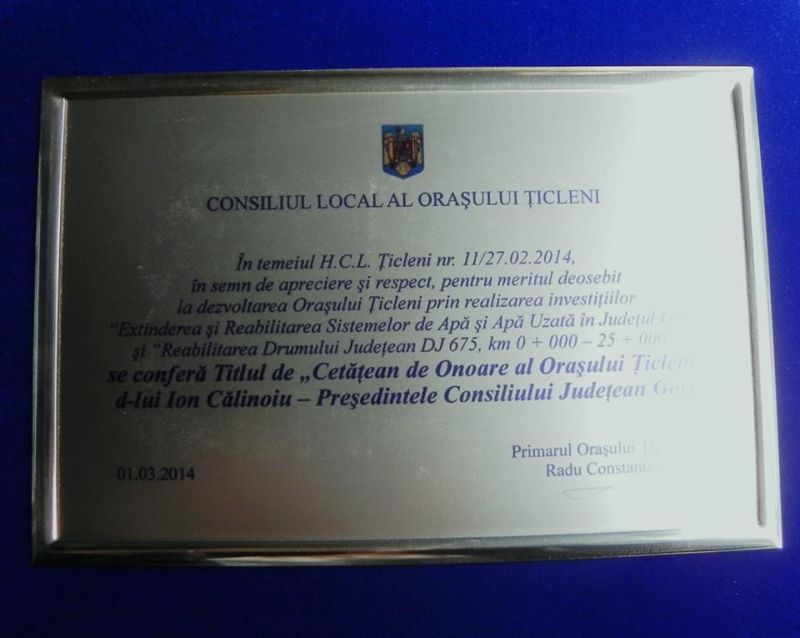 CONSILIUL LOCAL AL ORAŞULUI ŢICLENI
În temeiul H.C.L. Ţicleni nr. 11/27.02.2014,
în semn de apreciere şi respect, pentru meritul deosebit
la dezvoltarea Oraşului Ţicleni prin realizarea investiţiilor
“Extinderea şi Reabilitarea Sistemelor de Apă şi Apă Uzată în Judeţul
şi “Reabilitarea Drumului Judeţean DJ 675, km 0 + 000 – 25 + 000
se conferă Titlul de „Cetăţean de Onoare al Oraşului Ţicleni
d-lui Ion Călinoiu – Preşedintele Consiliului Judeţean Gorj
Primarul Oraşului
01.03.2014
Radu Constantin